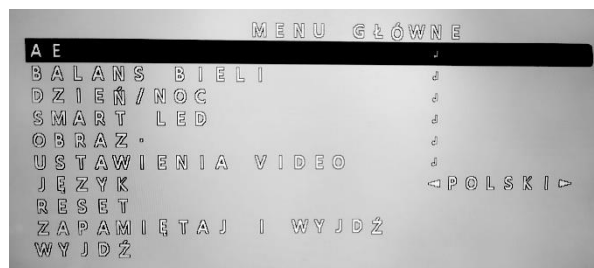 MENU GŁÓWNE
AE ↲
BALANS BIELI ↲
DZIEŃ/NOC ↲
SMART LED ↲
OBRAZ. ↲
USTAWIENIA VIDEO ↲
JĘZYK ◅POLSKI▻
RESET
ZAPAMIĘTAJ I WYJDŹ
WYJDŹ